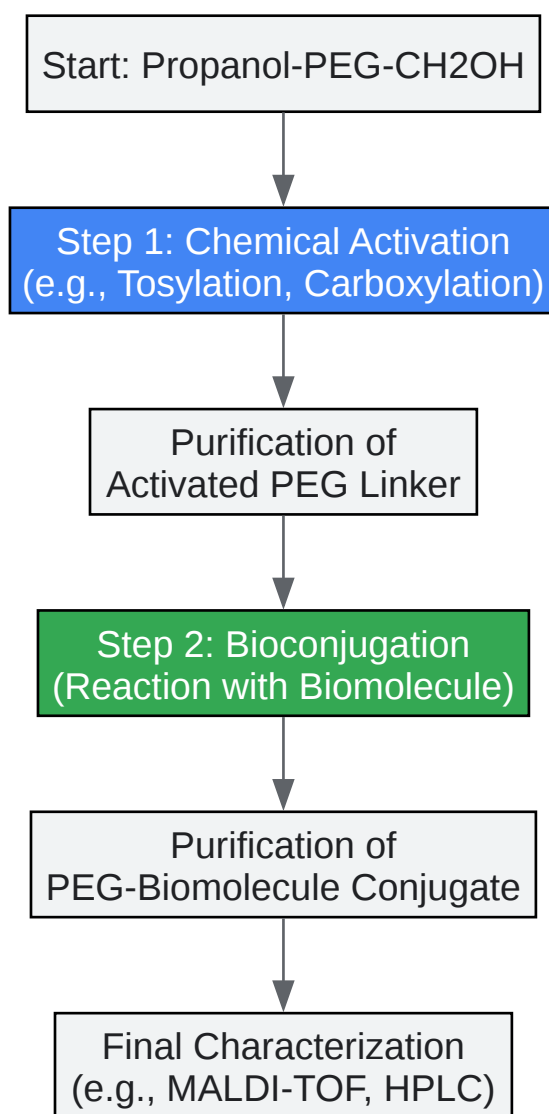 Start: Propanol-PEG-CH2OH
Step 1: Chemical Activation
(e.g., Tosylation, Carboxylation)
Purification of
Activated PEG Linker
Step 2: Bioconjugation
(Reaction with Biomolecule)
Purification of
PEG-Biomolecule Conjugate
Final Characterization
(e.g., MALDI-TOF, HPLC)